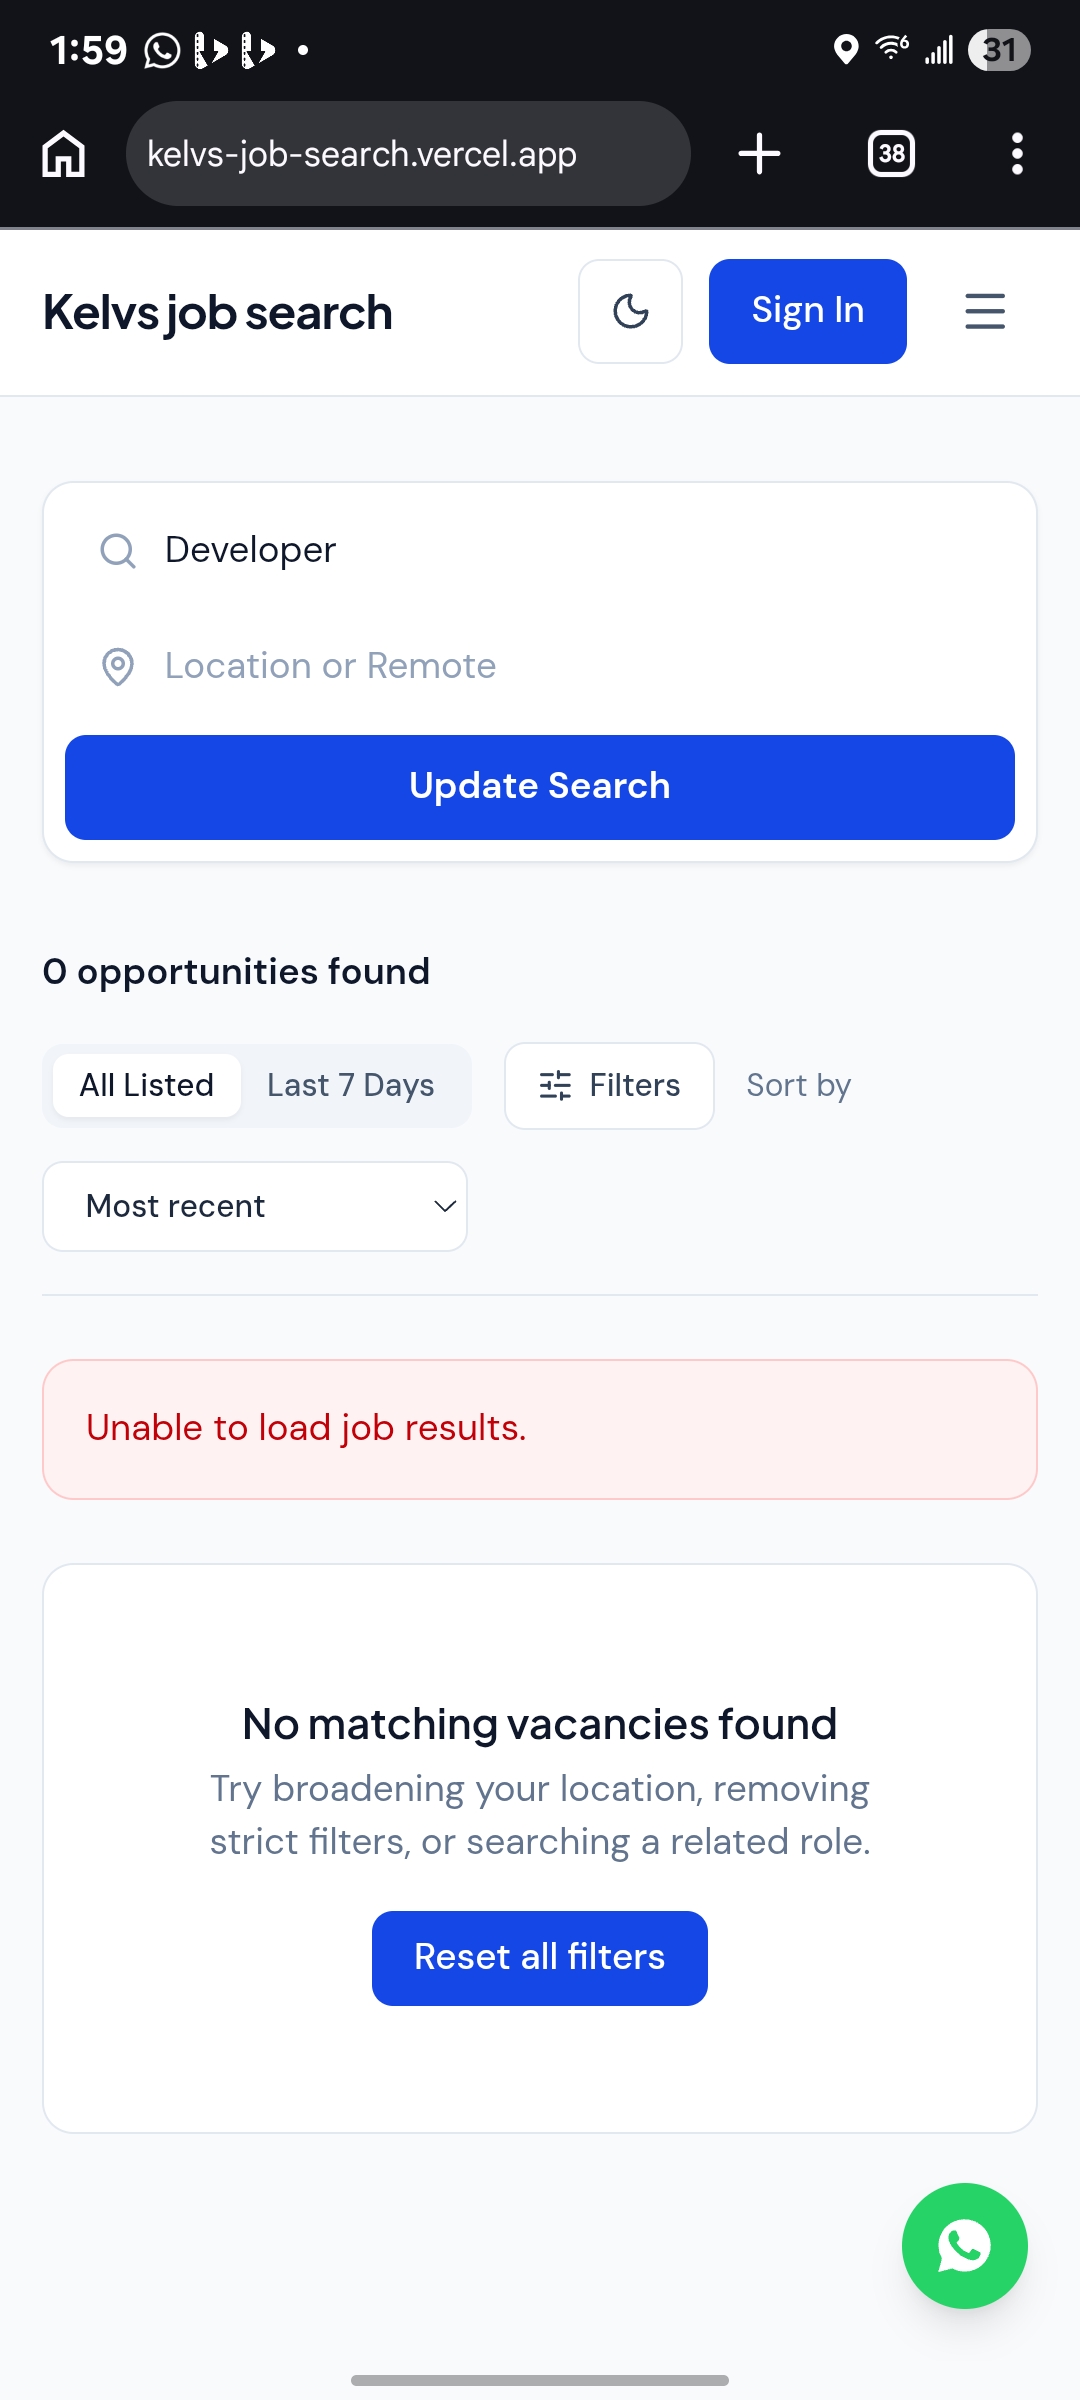 1:59
31
kelvs-job-search.vercel.app
38
Kelvs job search
Sign In
Developer
Location or Remote
Update Search
0 opportunities found
All Listed
Last 7 Days
Filters
Sort by
Most recent
Unable to load job results.
No matching vacancies found
Try broadening your location, removing
strict filters, or searching a related role.
Reset all filters